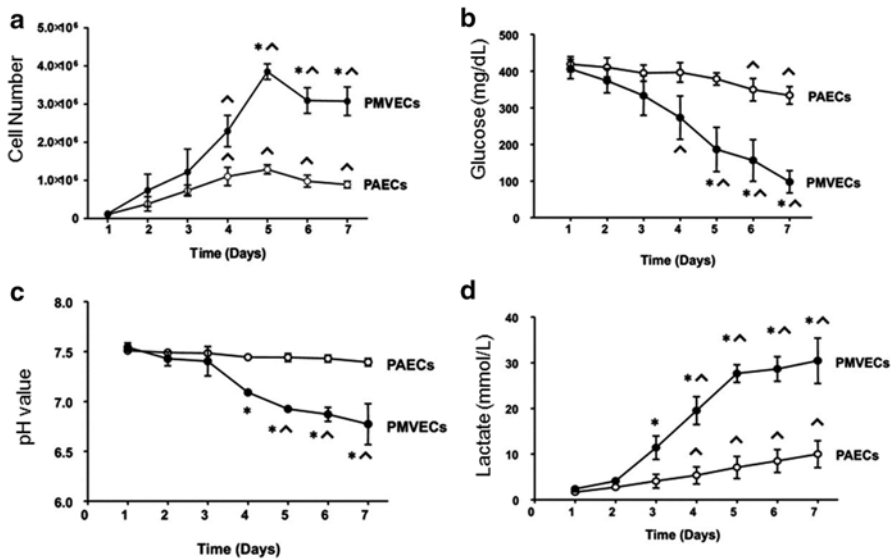 a
Cell Number
5.0×10⁶
4.0×10⁶
3.0×10⁶
2.0×10⁶
1.0×10⁶
0
*^
*^
*^
^
PMVECs
^
^
^
^
PAECs
1 2 3 4 5 6 7
Time (Days)
b
Glucose (mg/dL)
500
400
300
200
100
0
^
^
PAECs
^
*^
*^
*^
PMVECs
1 2 3 4 5 6 7
Time (Days)
c
pH value
8.0
7.5
7.0
6.5
6.0
PAECs
PMVECs
*
*^
*^
*^
0 1 2 3 4 5 6 7
Time (Days)
d
Lactate (mmol/L)
40
30
20
10
0
*
*^
*^
*^
*^
PMVECs
^
^
^
^
PAECs
0 1 2 3 4 5 6 7
Time (Days)